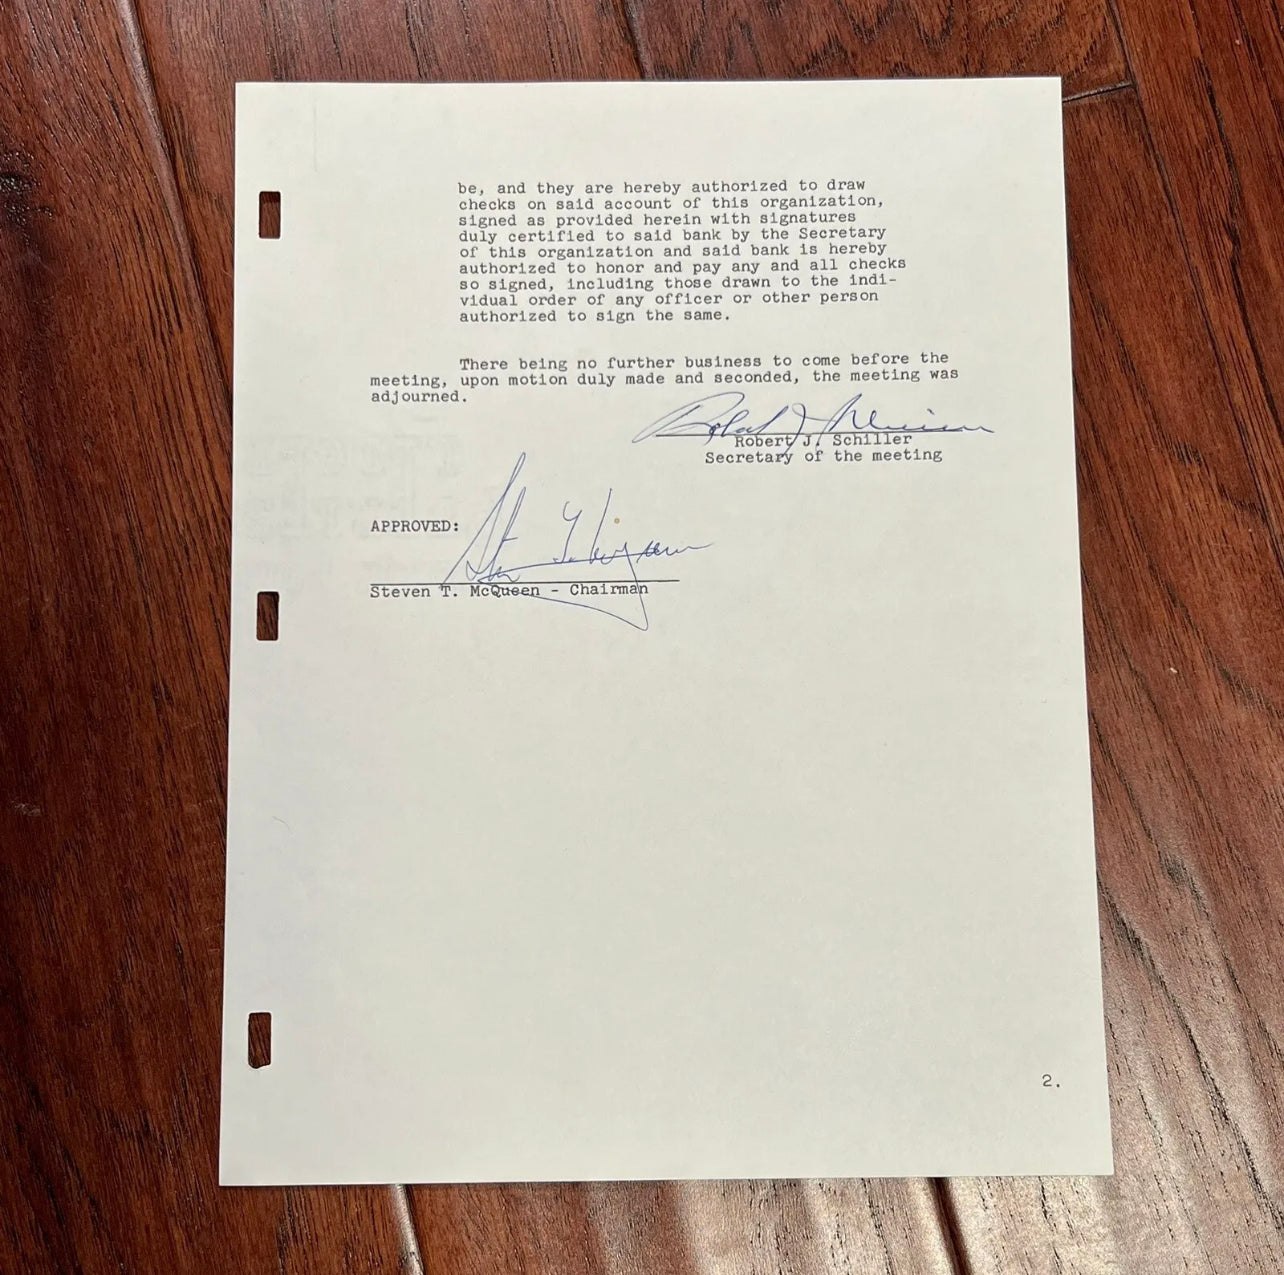 be, and they are hereby authorized to draw
checks on said account of this organization,
signed as provided herein with signatures
duly certified to said bank by the Secretary
of this organization and said bank is hereby
authorized to honor and pay any and all checks
so signed, including those drawn to the indi-
vidual order of any officer or other person
authorized to sign the same.
There being no further business to come before the
meeting, upon motion duly made and seconded, the meeting was
adjourned.
Robert J. Schiller
Secretary of the meeting
APPROVED:
Steven T. McQueen - Chairman
2.